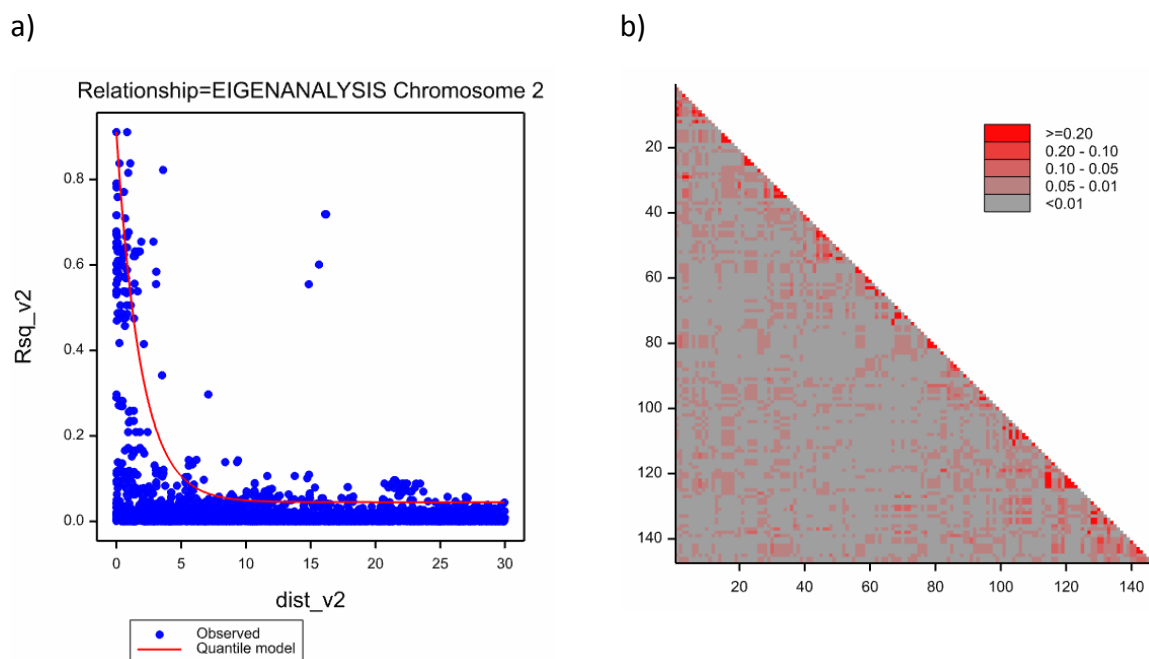 a)
b)
Relationship=EIGENANALYSIS Chromosome 2
Rsq_v2
0.8
0.6
0.4
0.2
0.0
0
5
10
15
20
25
30
dist_v2
Observed
Quantile model
>=0.20
0.20 - 0.10
0.10 - 0.05
0.05 - 0.01
<0.01
20
40
60
80
100
120
140
20
40
60
80
100
120
140